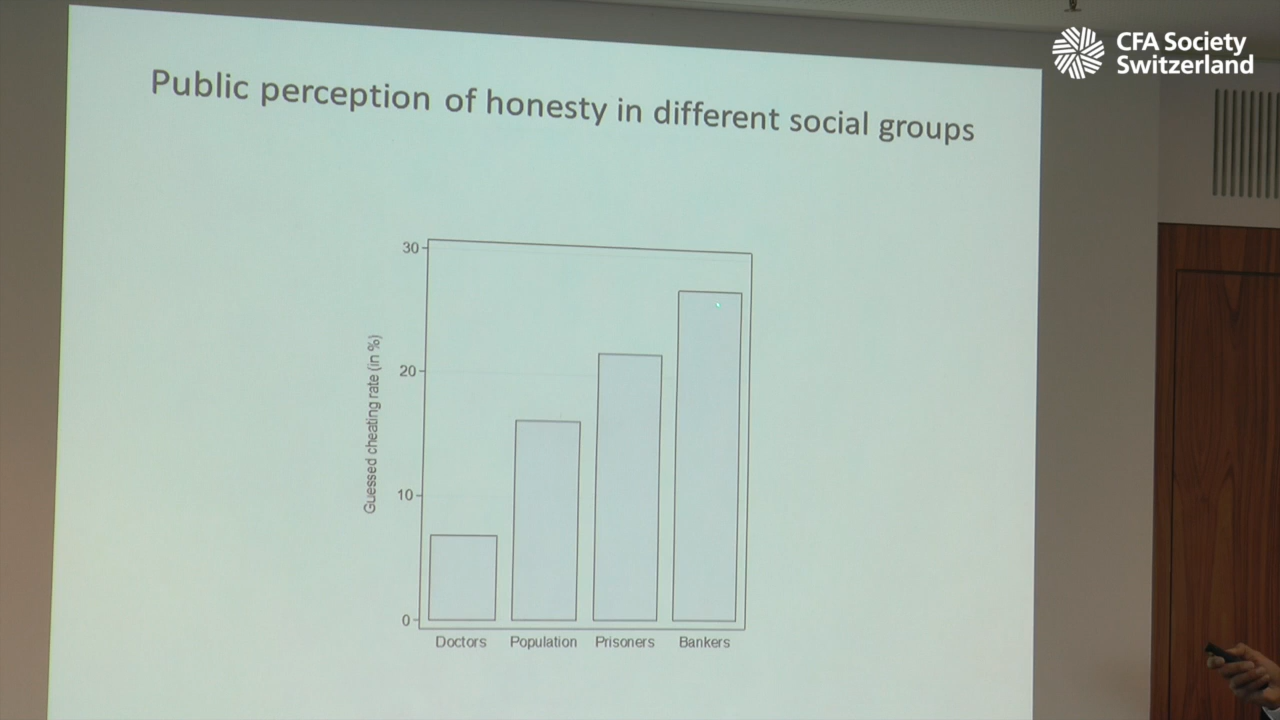 CFA Society
Switzerland
Public perception of honesty in different social groups
Guessed cheating rate (in %)
30
20
10
0
Doctors Population Prisoners Bankers